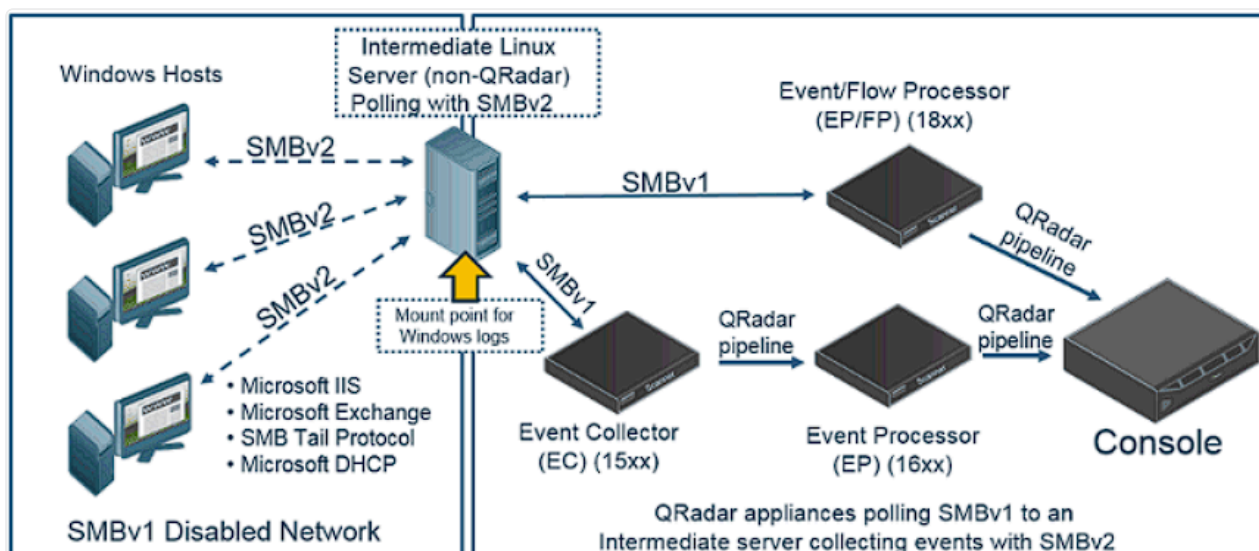 Windows Hosts
Intermediate Linux
Server (non-QRadar)
Polling with SMBv2
Event/Flow Processor
(EP/FP) (18xx)
SMBv2
SMBv2
SMBv2
SMBv1
SMBv1
Scanner
QRadar
pipeline
Mount point for
Windows logs
QRadar
pipeline
QRadar
pipeline
Scanner
Scanner
• Microsoft IIS
• Microsoft Exchange
• SMB Tail Protocol
• Microsoft DHCP
Event Collector
(EC) (15xx)
Event Processor
(EP) (16xx)
Console
SMBv1 Disabled Network
QRadar appliances polling SMBv1 to an
Intermediate server collecting events with SMBv2